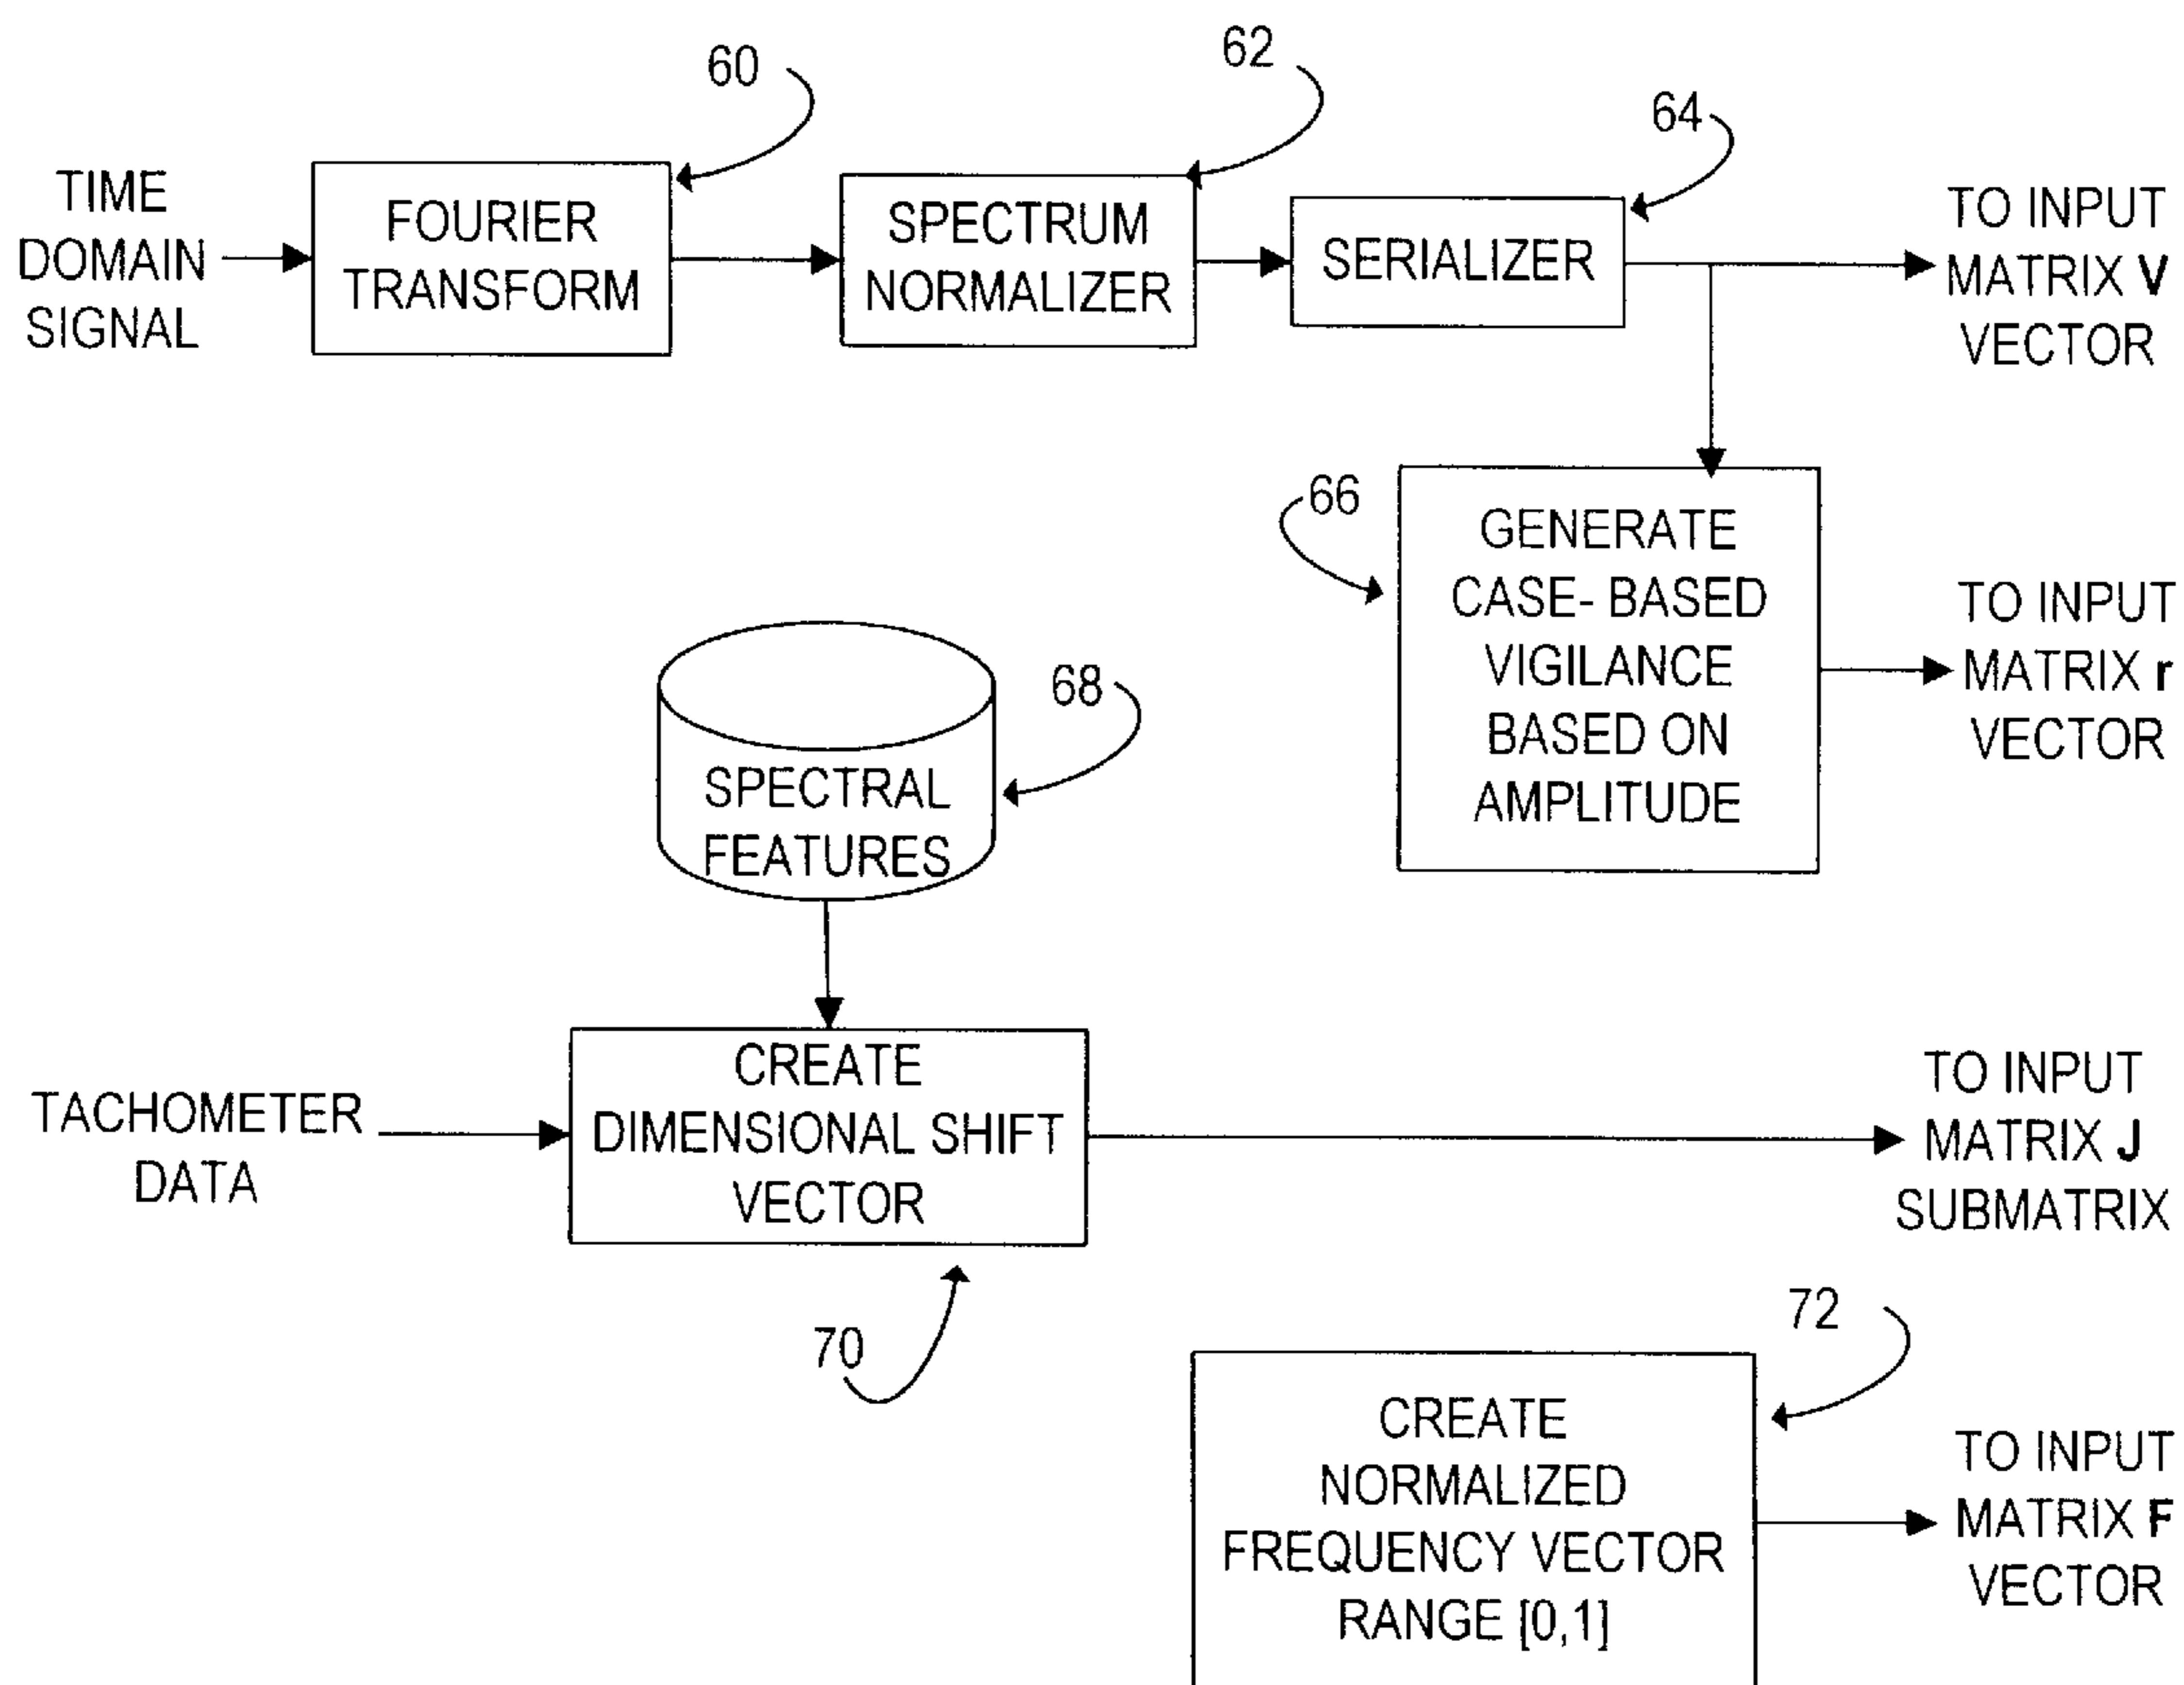 60
62
64
TIME
DOMAIN
SIGNAL
FOURIER
TRANSFORM
SPECTRUM
NORMALIZER
SERIALIZER
TO INPUT
MATRIX V
VECTOR
66
GENERATE
CASE- BASED
VIGILANCE
BASED ON
AMPLITUDE
TO INPUT
MATRIX r
VECTOR
68
SPECTRAL
FEATURES
TACHOMETER
DATA
CREATE
DIMENSIONAL SHIFT
VECTOR
TO INPUT
MATRIX J
SUBMATRIX
70
72
CREATE
NORMALIZED
FREQUENCY VECTOR
RANGE [0,1]
TO INPUT
MATRIX F
VECTOR